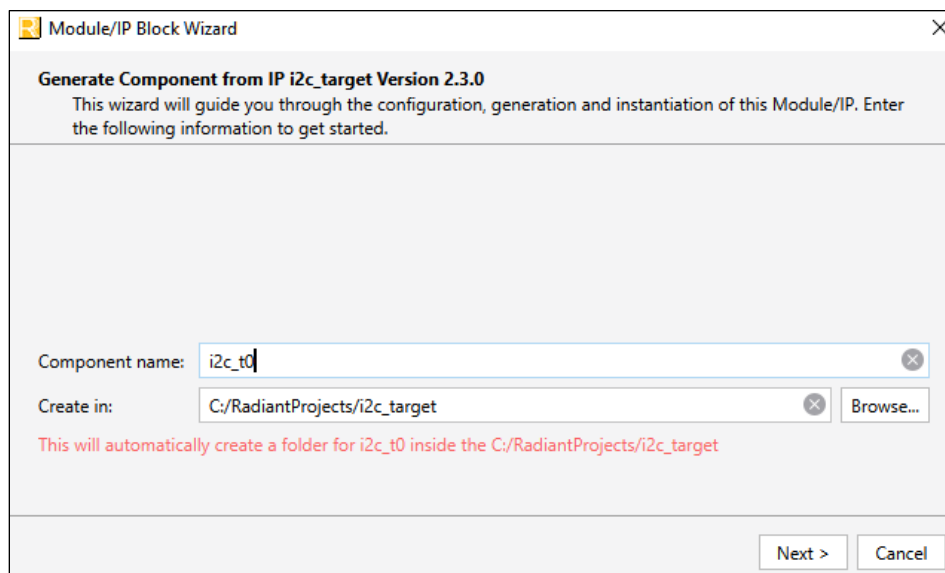 Module/IP Block Wizard
Generate Component from IP i2c_target Version 2.3.0
This wizard will guide you through the configuration, generation and instantiation of this Module/IP. Enter
the following information to get started.
Component name: i2c_t0
Create in: C:/RadiantProjects/i2c_target Browse...
This will automatically create a folder for i2c_t0 inside the C:/RadiantProjects/i2c_target
Next > Cancel